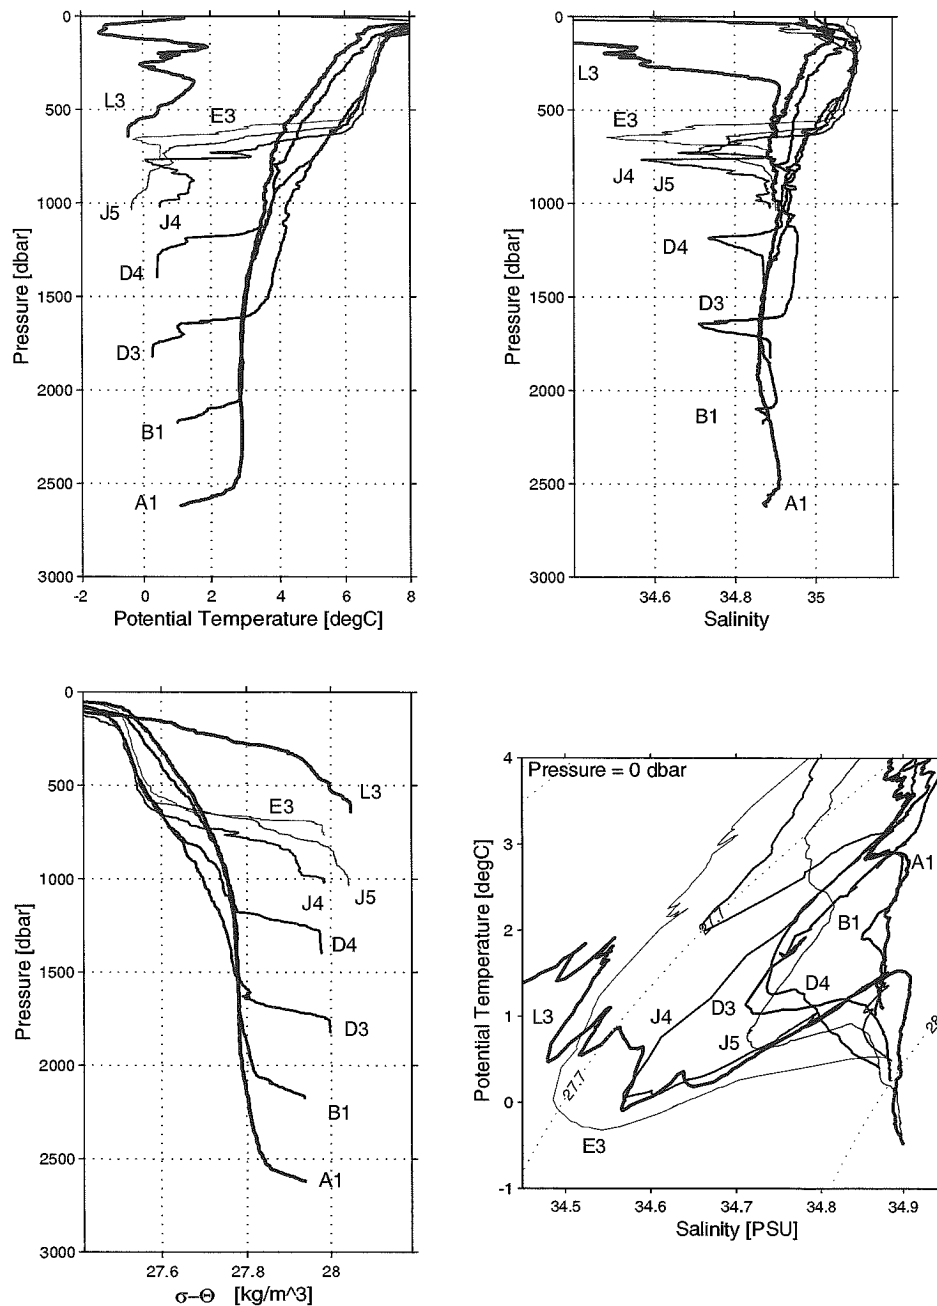 0
500
1000
1500
2000
2500
3000
Pressure [dbar]
L3
E3
J5
J4
D4
D3
B1
A1
-2 0 2 4 6 8
Potential Temperature [degC]
0
500
1000
1500
2000
2500
3000
Pressure [dbar]
L3
E3
J4 J5
D4
D3
B1
A1
34.6 34.8 35
Salinity
0
500
1000
1500
2000
2500
3000
Pressure [dbar]
L3
E3
J4 J5
D4
D3
B1
A1
27.6 27.8 28
σ-Θ [kg/m^3]
Pressure = 0 dbar
4
3
2
1
0
-1
Potential Temperature [degC]
A1
B1
D4
L3
J4
D3
J5
27.7
E3
34.5 34.6 34.7 34.8 34.9
Salinity [PSU]